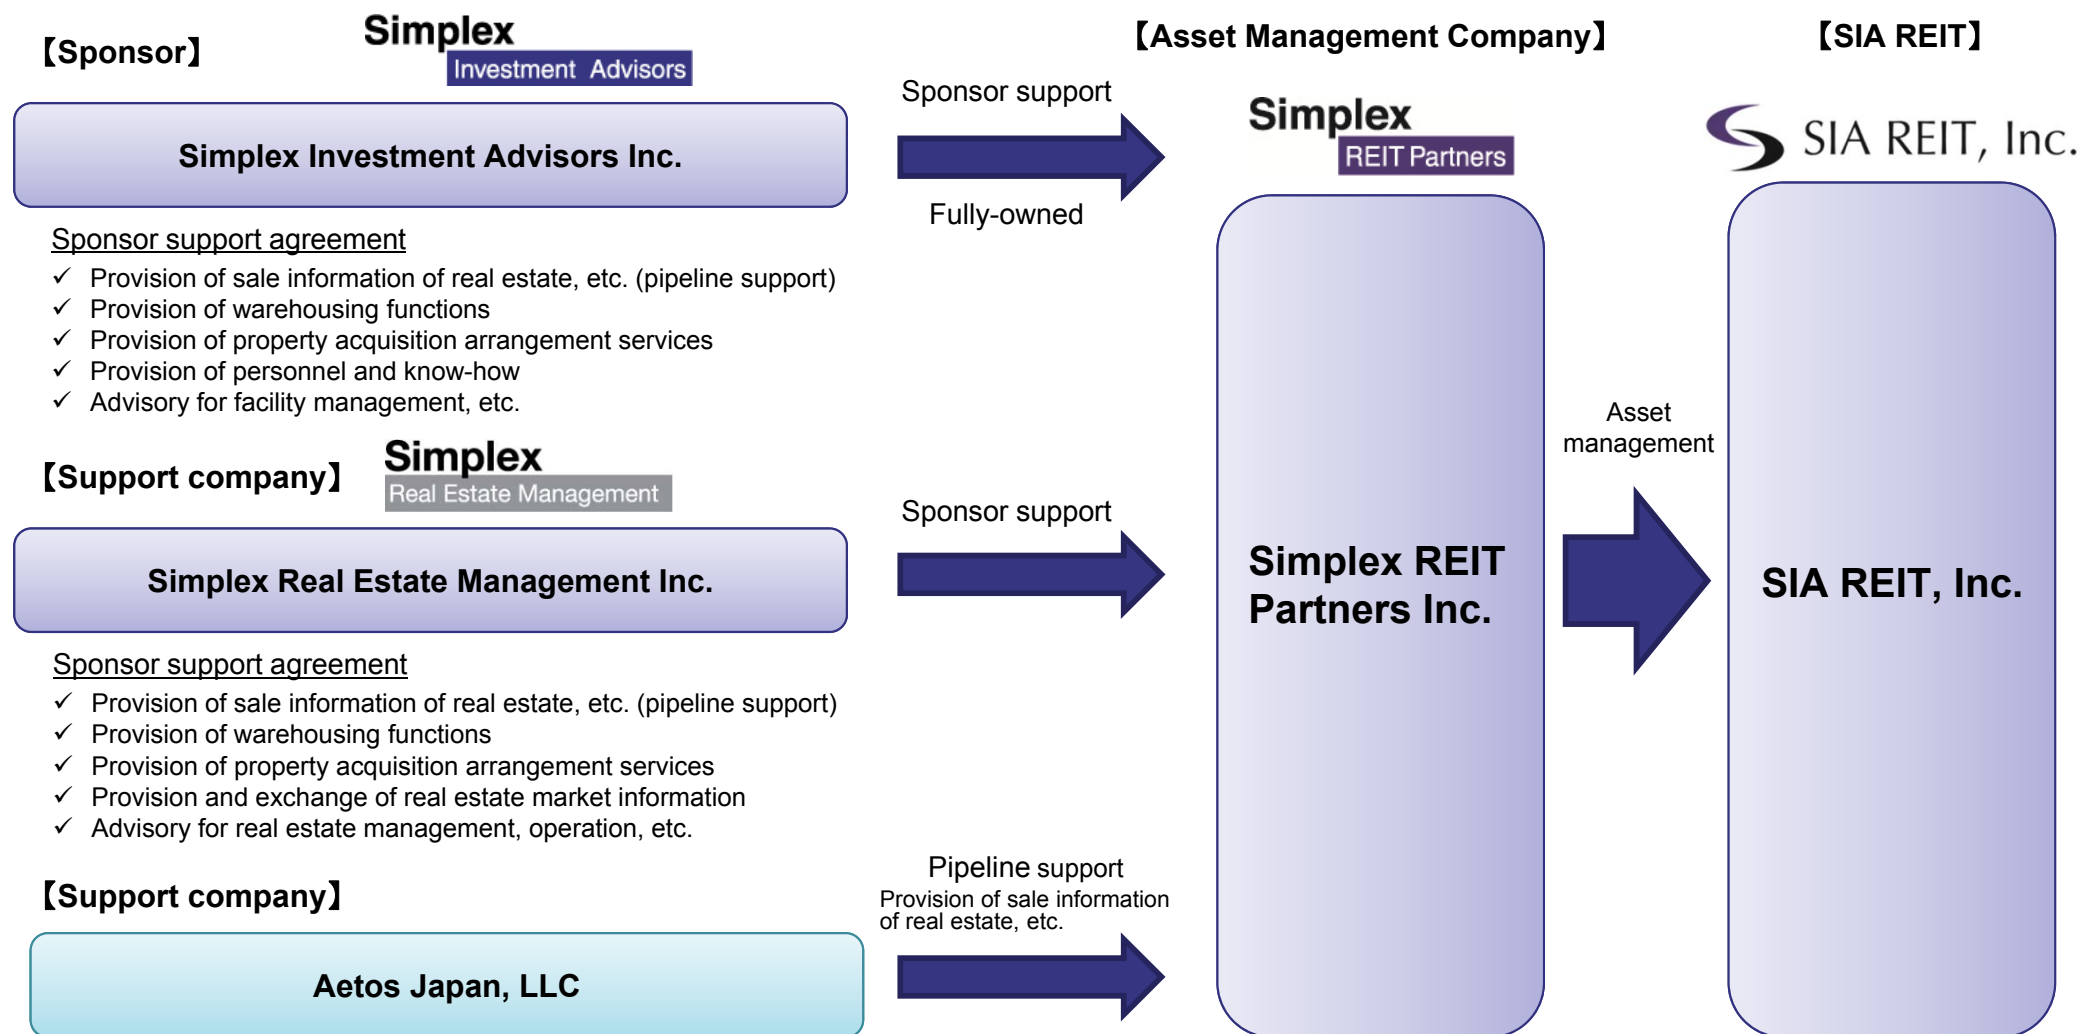 【Sponsor】
Simplex
Investment Advisors
Simplex Investment Advisors Inc.
Sponsor support agreement
✓ Provision of sale information of real estate, etc. (pipeline support)
✓ Provision of warehousing functions
✓ Provision of property acquisition arrangement services
✓ Provision of personnel and know-how
✓ Advisory for facility management, etc.
【Support company】
Simplex
Real Estate Management
Simplex Real Estate Management Inc.
Sponsor support agreement
✓ Provision of sale information of real estate, etc. (pipeline support)
✓ Provision of warehousing functions
✓ Provision of property acquisition arrangement services
✓ Provision and exchange of real estate market information
✓ Advisory for real estate management, operation, etc.
【Support company】
Aetos Japan, LLC
Sponsor support
Fully-owned
Sponsor support
Pipeline support
Provision of sale information
of real estate, etc.
【Asset Management Company】
Simplex
REIT Partners
Simplex REIT
Partners Inc.
Asset
management
【SIA REIT】
SIA REIT, Inc.
SIA REIT, Inc.